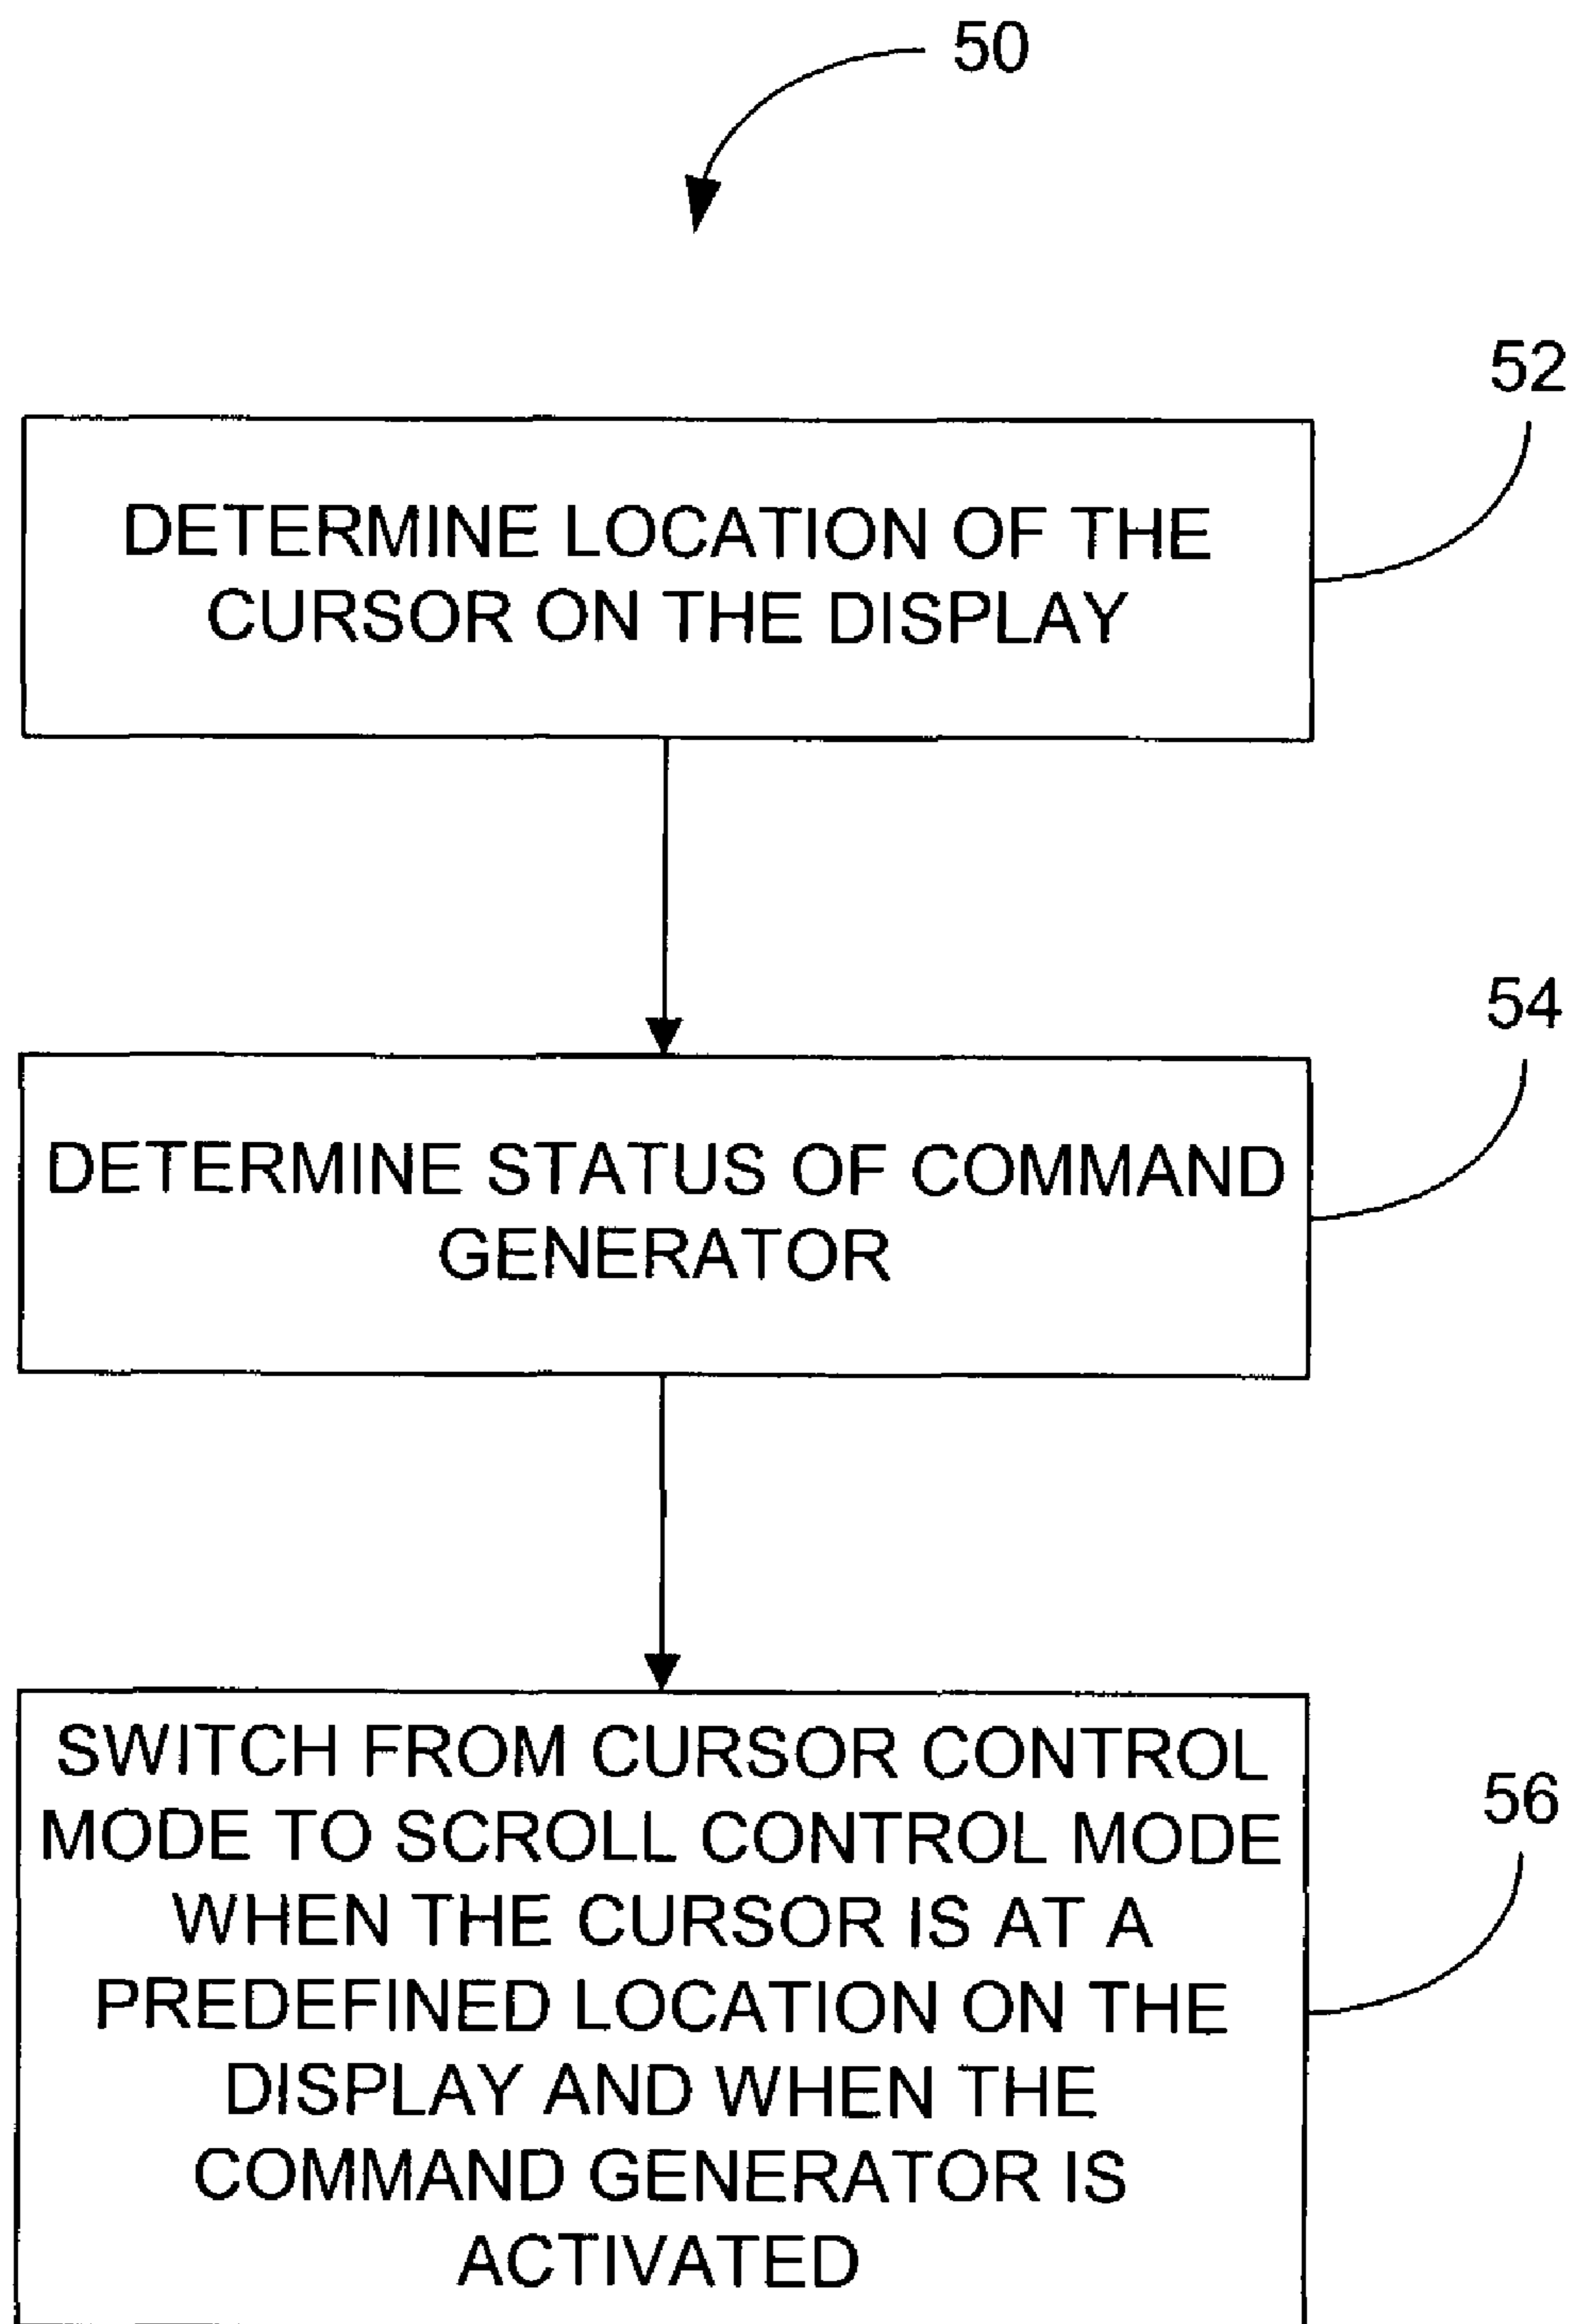 50
52
DETERMINE LOCATION OF THE
CURSOR ON THE DISPLAY
54
DETERMINE STATUS OF COMMAND
GENERATOR
SWITCH FROM CURSOR CONTROL
MODE TO SCROLL CONTROL MODE
WHEN THE CURSOR IS AT A
PREDEFINED LOCATION ON THE
DISPLAY AND WHEN THE
COMMAND GENERATOR IS
ACTIVATED
56